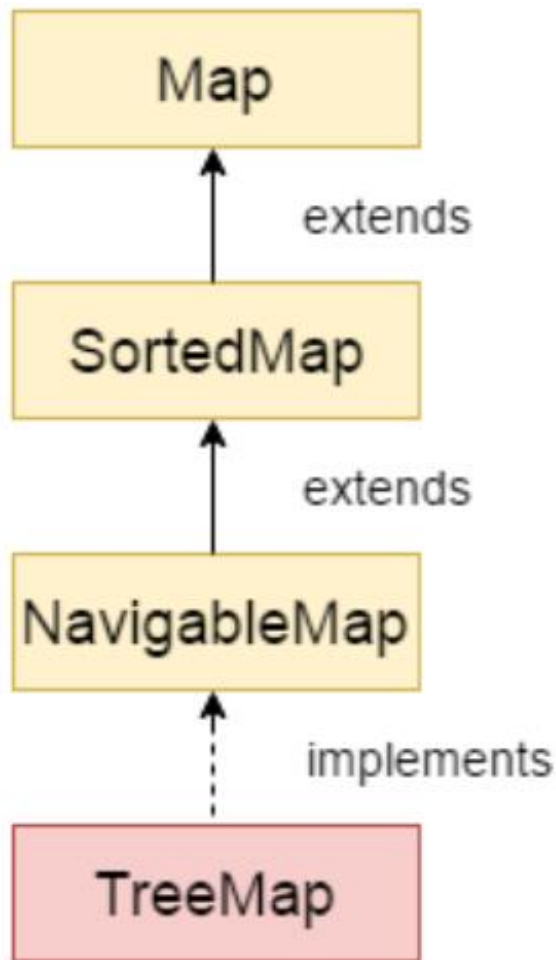 Map
extends
SortedMap
extends
NavigableMap
implements
TreeMap